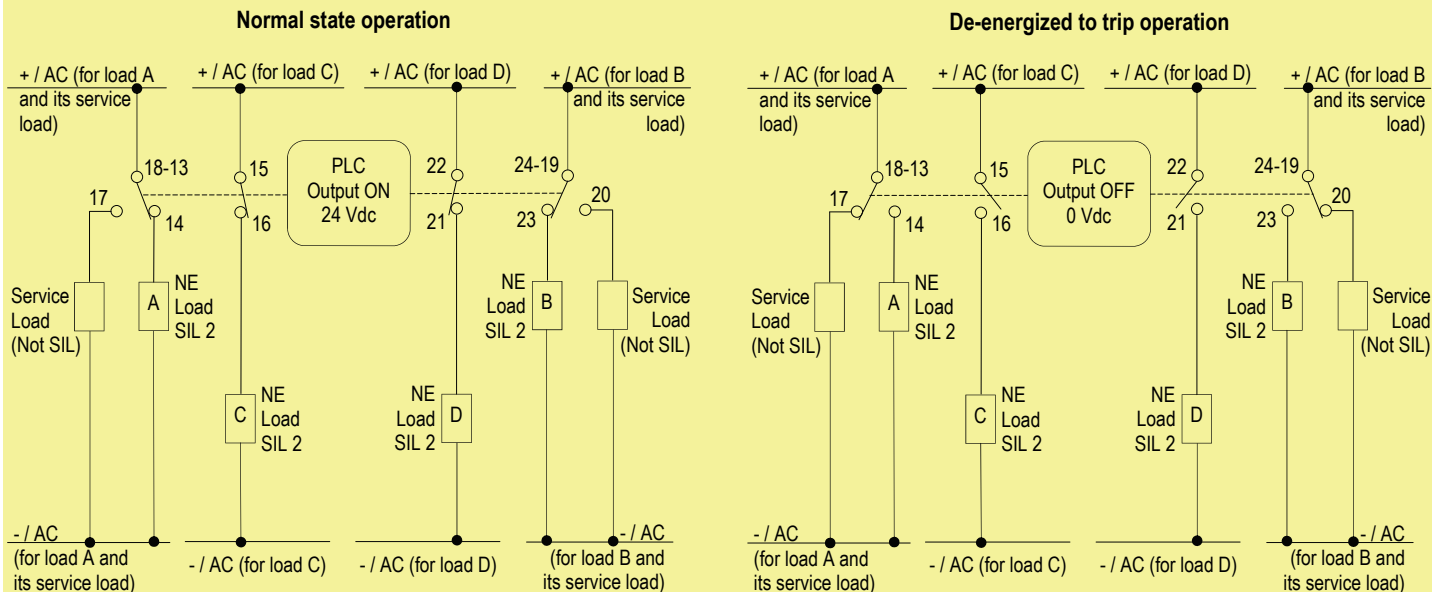 Normal state operation
+ / AC (for load A
and its service
load)
+ / AC (for load C)
+ / AC (for load D)
+ / AC (for load B
and its service
load)
18-13
15
PLC
Output ON
24 Vdc
22
24-19
17
14
16
21
23
20
Service
Load
(Not SIL)
A
NE
Load
SIL 2
NE
Load
SIL 2
B
Service
Load
(Not SIL)
C
NE
Load
SIL 2
NE
Load
SIL 2
D
- / AC
(for load A and
its service load)
- / AC (for load C)
- / AC (for load D)
- / AC
(for load B and
its service load)
De-energized to trip operation
+ / AC (for load A
and its service
load)
+ / AC (for load C)
+ / AC (for load D)
+ / AC (for load B
and its service
load)
18-13
15
PLC
Output OFF
0 Vdc
22
24-19
17
14
16
21
23
20
Service
Load
(Not SIL)
A
NE
Load
SIL 2
NE
Load
SIL 2
B
Service
Load
(Not SIL)
C
NE
Load
SIL 2
NE
Load
SIL 2
D
- / AC
(for load A and
its service load)
- / AC (for load C)
- / AC (for load D)
- / AC
(for load B and
its service load)